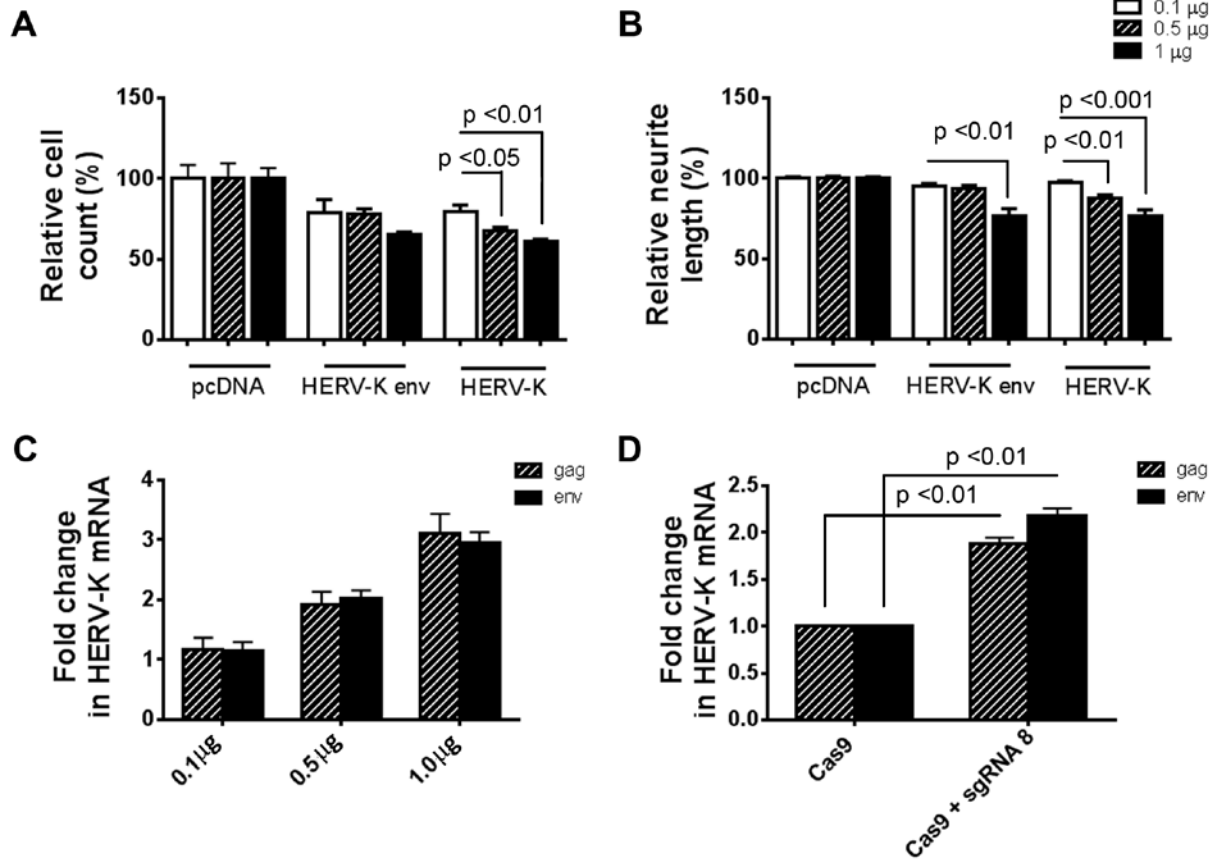 A
Relative cell
count (%)
150
100
50
0
p <0.01
p <0.05
pcDNA
HERV-K env
HERV-K
B
0.1 µg
0.5 µg
1 µg
Relative neurite
length (%)
150
100
50
0
p <0.01
p <0.001
p <0.01
pcDNA
HERV-K env
HERV-K
C
Fold change
in HERV-K mRNA
4
3
2
1
0
gag
env
0.1µg
0.5µg
1.0µg
D
Fold change
in HERV-K mRNA
2.5
2.0
1.5
1.0
0.5
0.0
p <0.01
p <0.01
gag
env
Cas9
Cas9 + sgRNA 8